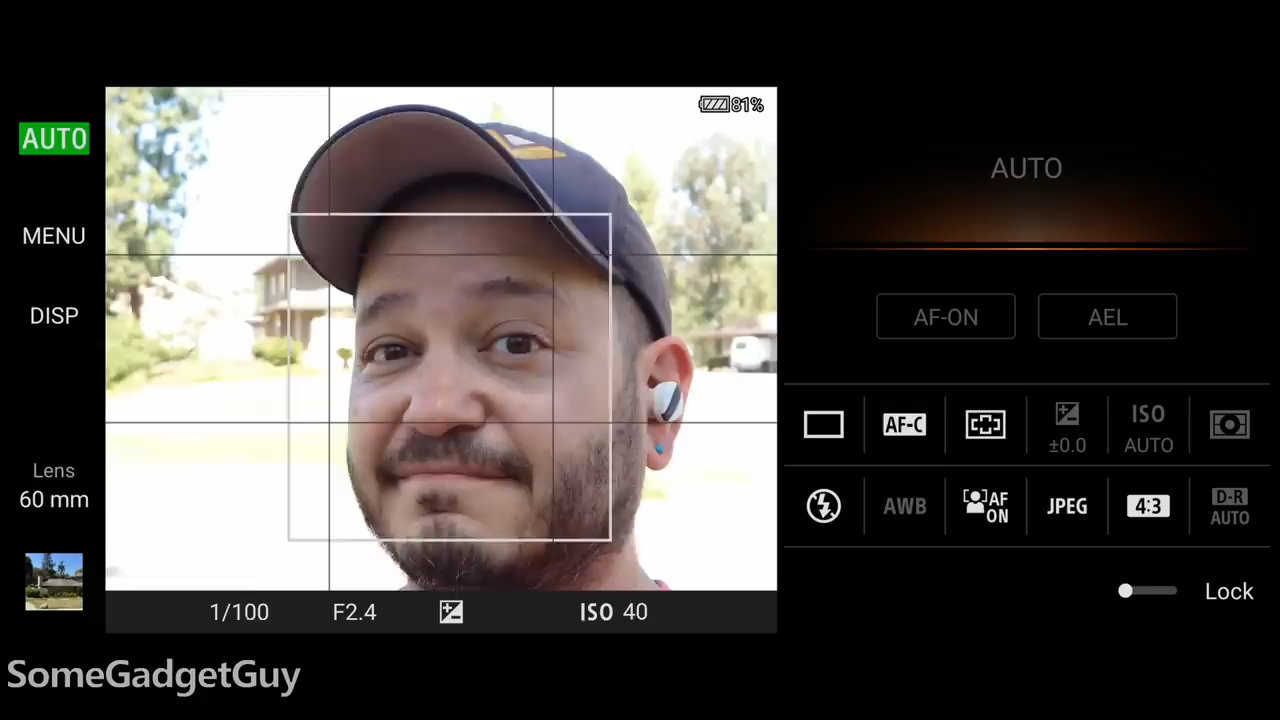 AUTO
MENU
DISP
Lens
60 mm
81%
1/100 F2.4 ISO 40
AUTO
AF-ON AEL
AF-C ±0.0 ISO AUTO
AWB AF ON JPEG 4:3 D-R AUTO
Lock
SomeGadgetGuy